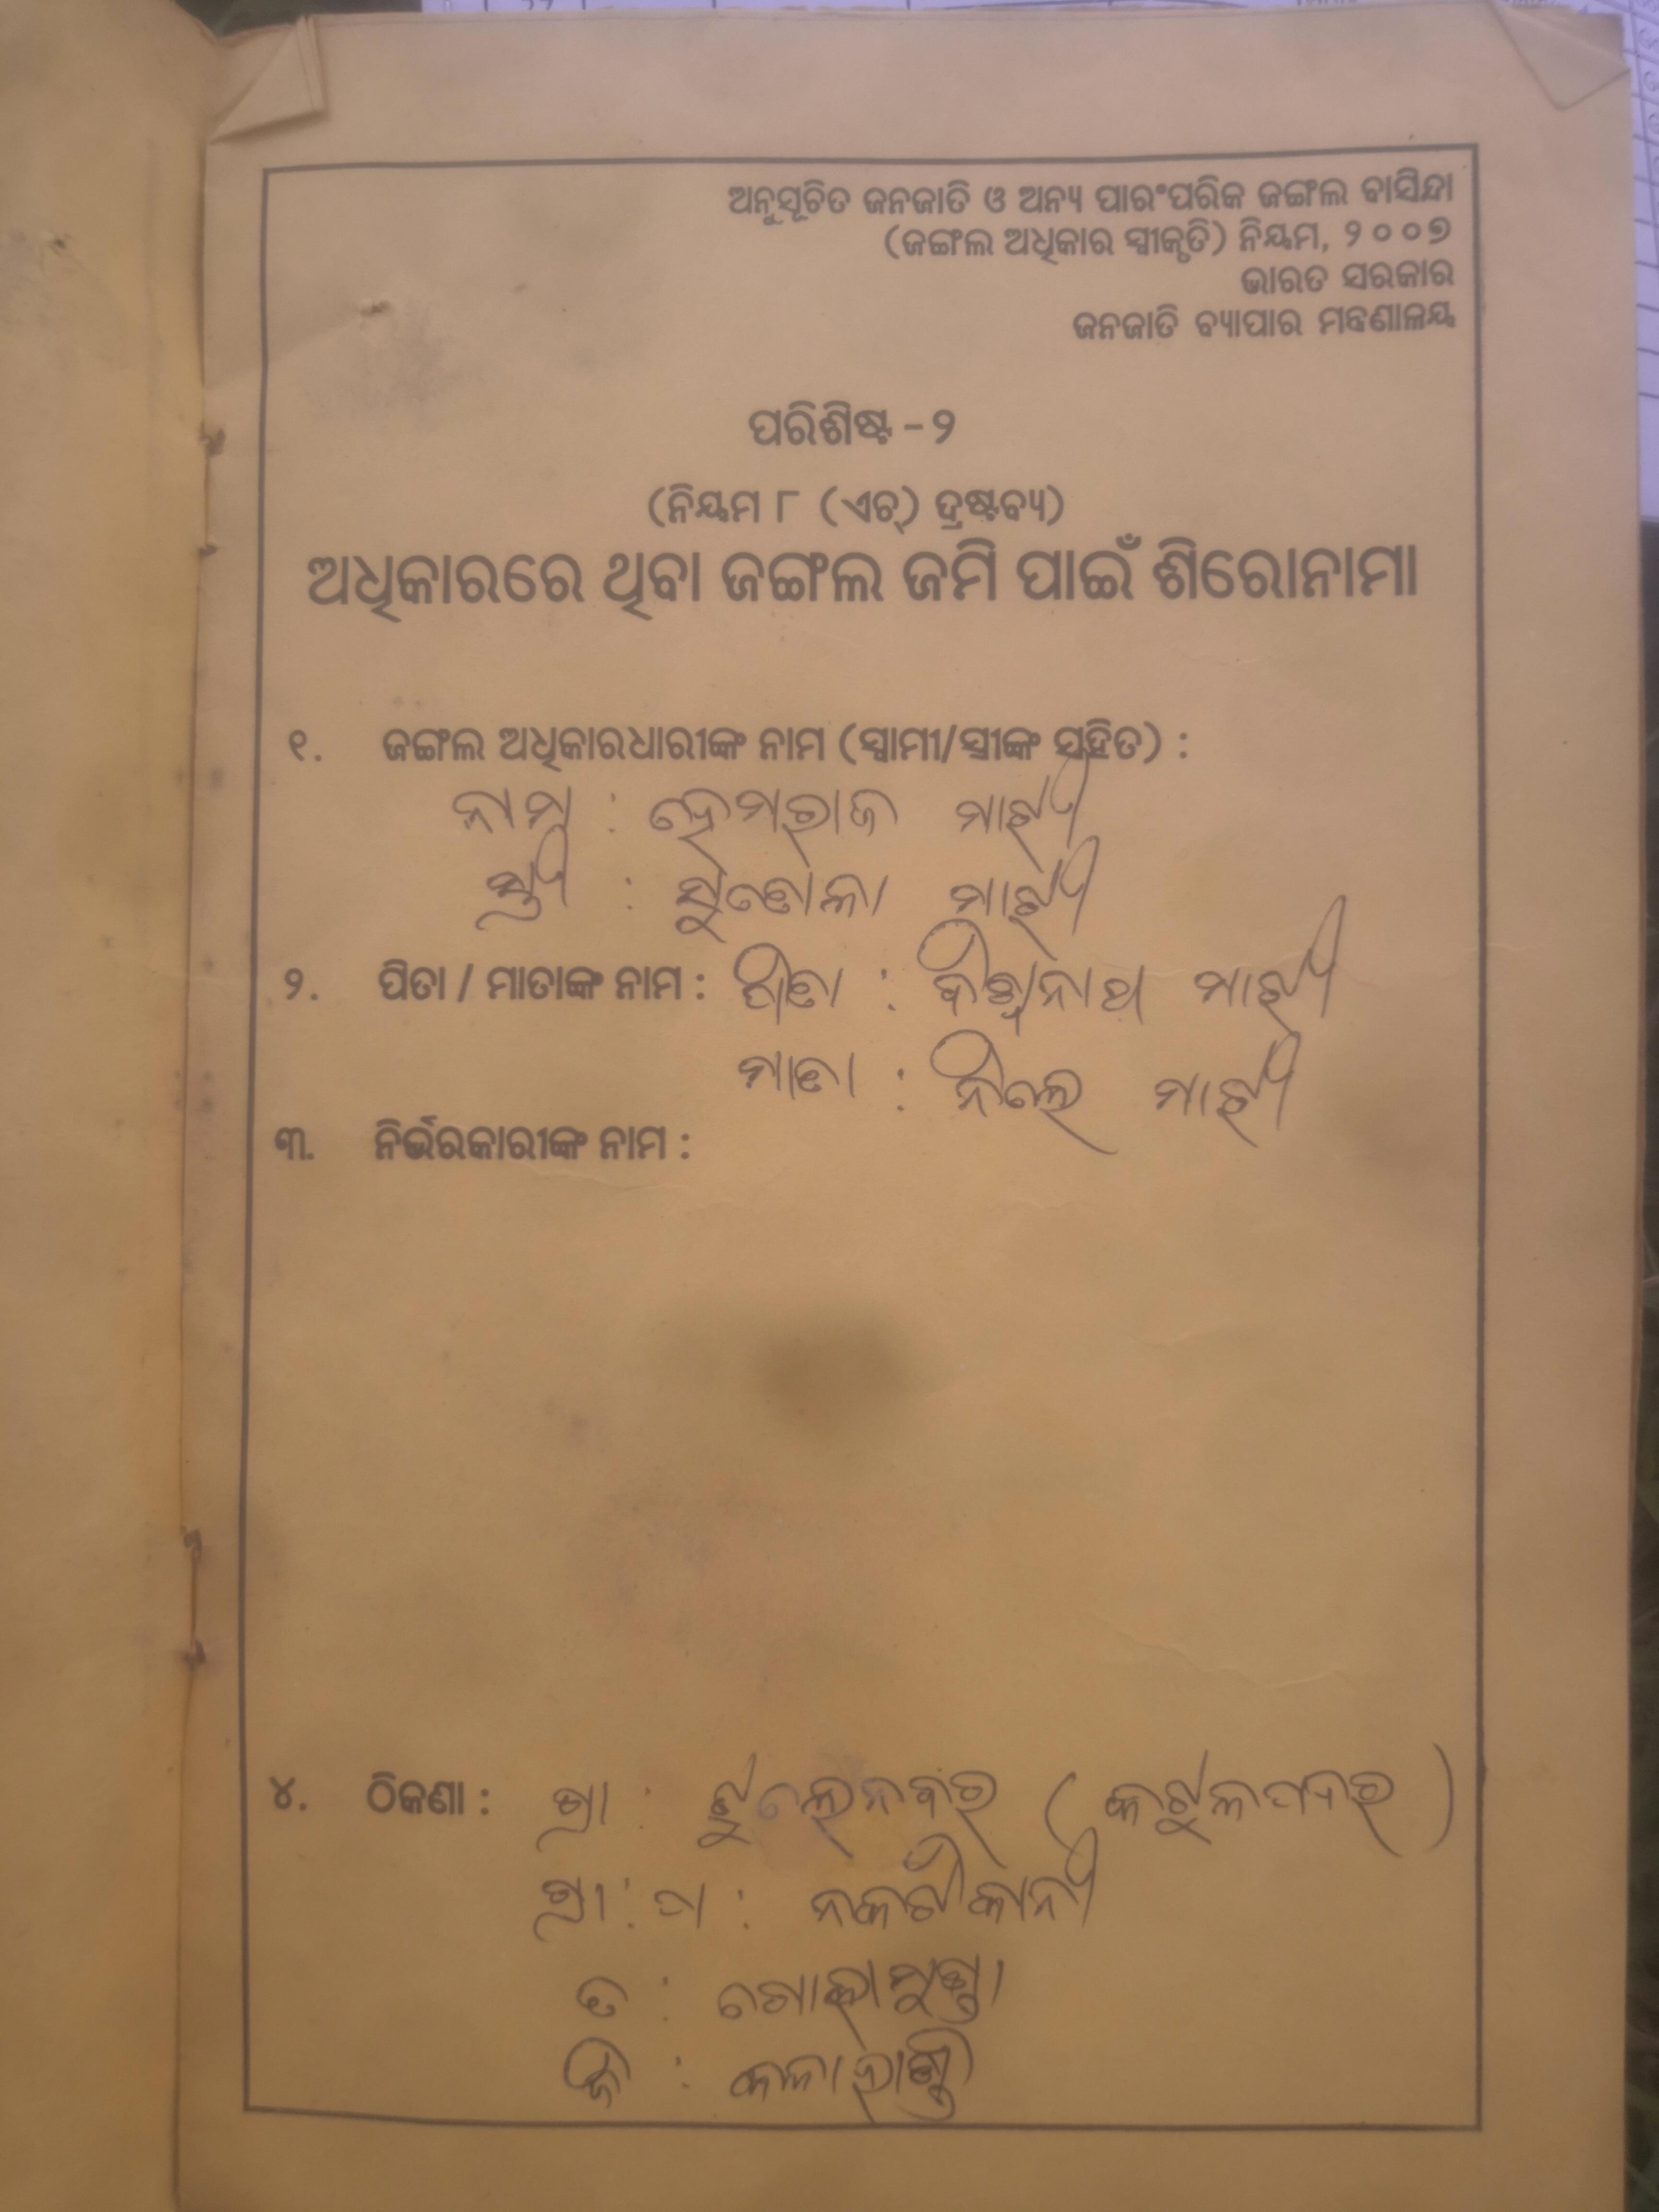 ଅନୁସୂଚିତ ଜନଜାତି ଓ ଅନ୍ୟ ପାରଂପରିକ ଜଙ୍ଗଲ ବାସିନ୍ଦା
(ଜଙ୍ଗଲ ଅଧିକାର ସ୍ୱୀକୃତି) ନିୟମ, ୨୦୦୭
ଭାରତ ସରକାର
ଜନଜାତି ବ୍ୟାପାର ମନ୍ତ୍ରଣାଳୟ
ପରିଶିଷ୍ଟ - ୨
(ନିୟମ ୮ (ଏଚ୍) ଦ୍ରଷ୍ଟବ୍ୟ)
ଅଧିକାରରେ ଥିବା ଜଙ୍ଗଲ ଜମି ପାଇଁ ଶିରୋନାମା
୧. ଜଙ୍ଗଲ ଅଧିକାରଧାରୀଙ୍କ ନାମ (ସ୍ୱାମୀ/ସ୍ତ୍ରୀଙ୍କ ସହିତ) :
ନାମ : ହେମରାଜ ମାଝୀ
ସ୍ତ୍ରୀ : ମାଝୀ
୨. ପିତା / ମାତାଙ୍କ ନାମ : ପିତା : ବିଶ୍ୱନାଥ ମାଝୀ
ମାତା : ନିଲେ ମାଝୀ
୩. ନିର୍ଭରକାରୀଙ୍କ ନାମ :
୪. ଠିକଣା : ଗ୍ରା :
ଗ୍ରା : ପ : ନକଟୀକାନୀ
ତ :
ଜି : କଳାହାଣ୍ଡି